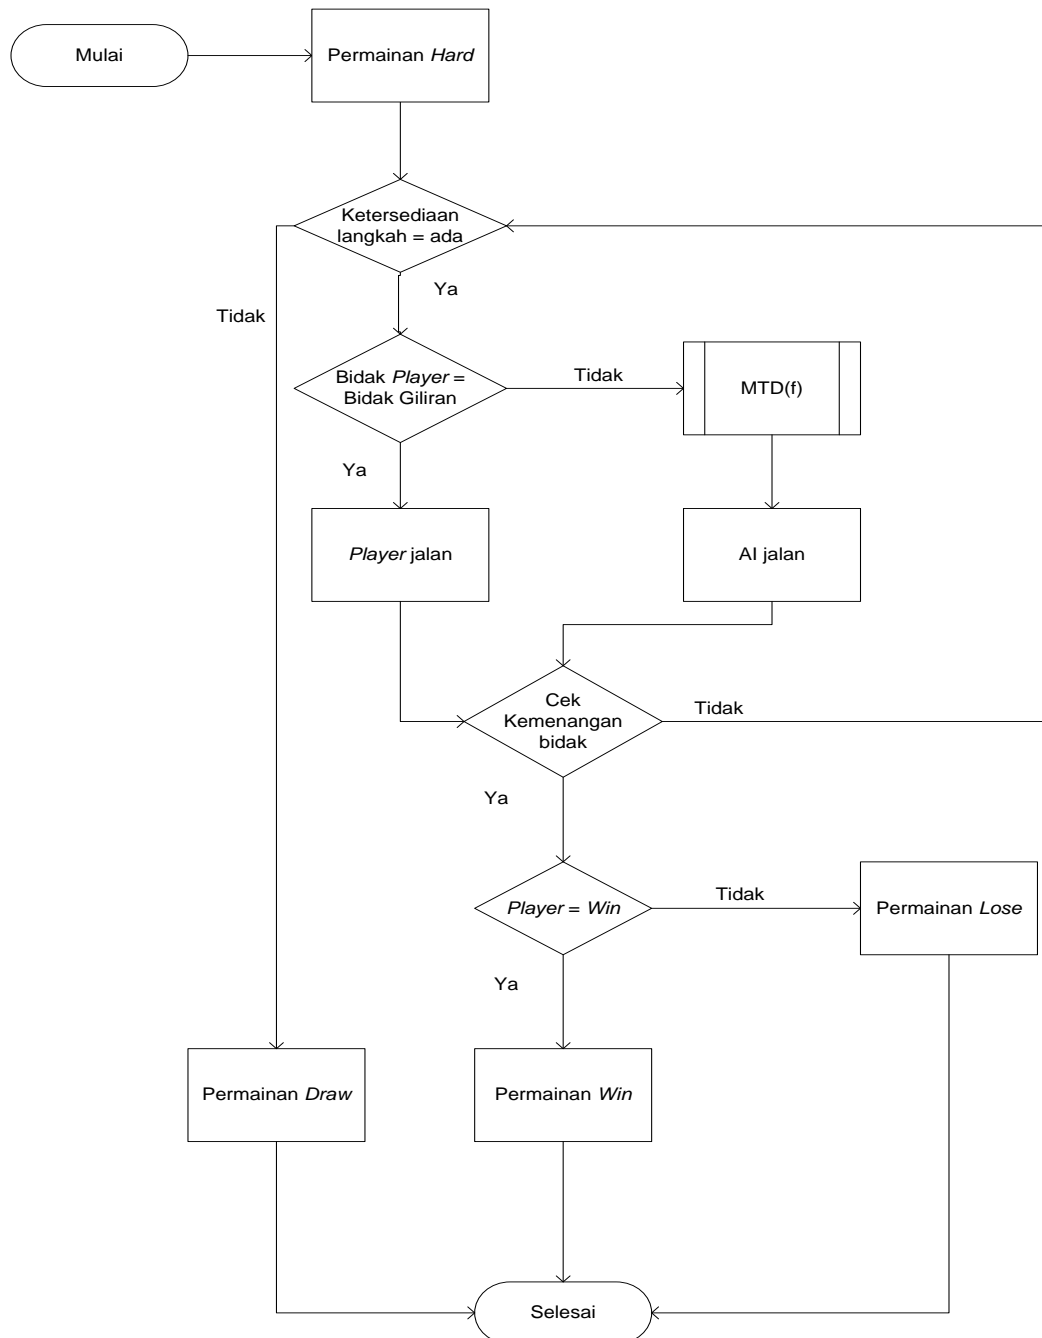 Mulai
Permainan Hard
Ketersediaan
langkah = ada
Ya
Tidak
Bidak Player =
Bidak Giliran
Tidak
MTD(f)
Ya
Player jalan
AI jalan
Cek
Kemenangan
bidak
Tidak
Ya
Player = Win
Tidak
Permainan Lose
Ya
Permainan Draw
Permainan Win
Selesai